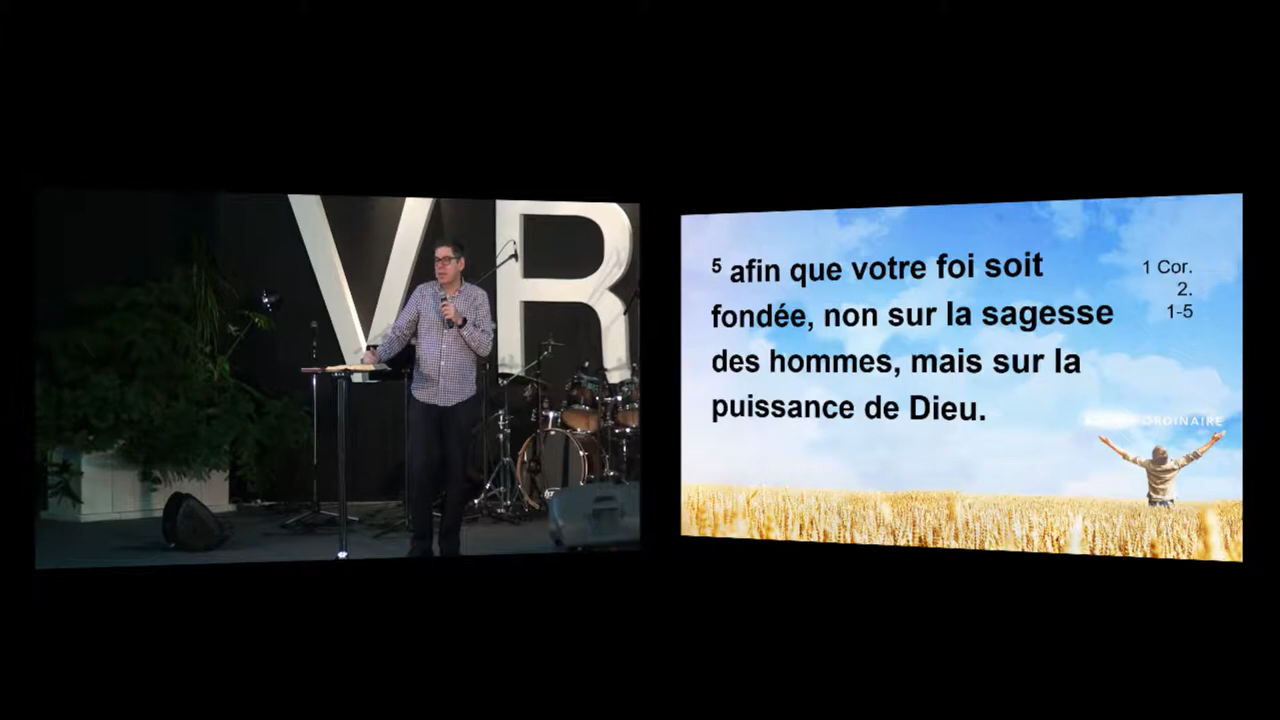 VR
⁵ afin que votre foi soit
fondée, non sur la sagesse
des hommes, mais sur la
puissance de Dieu.
1 Cor.
2.
1-5
ORDINAIRE